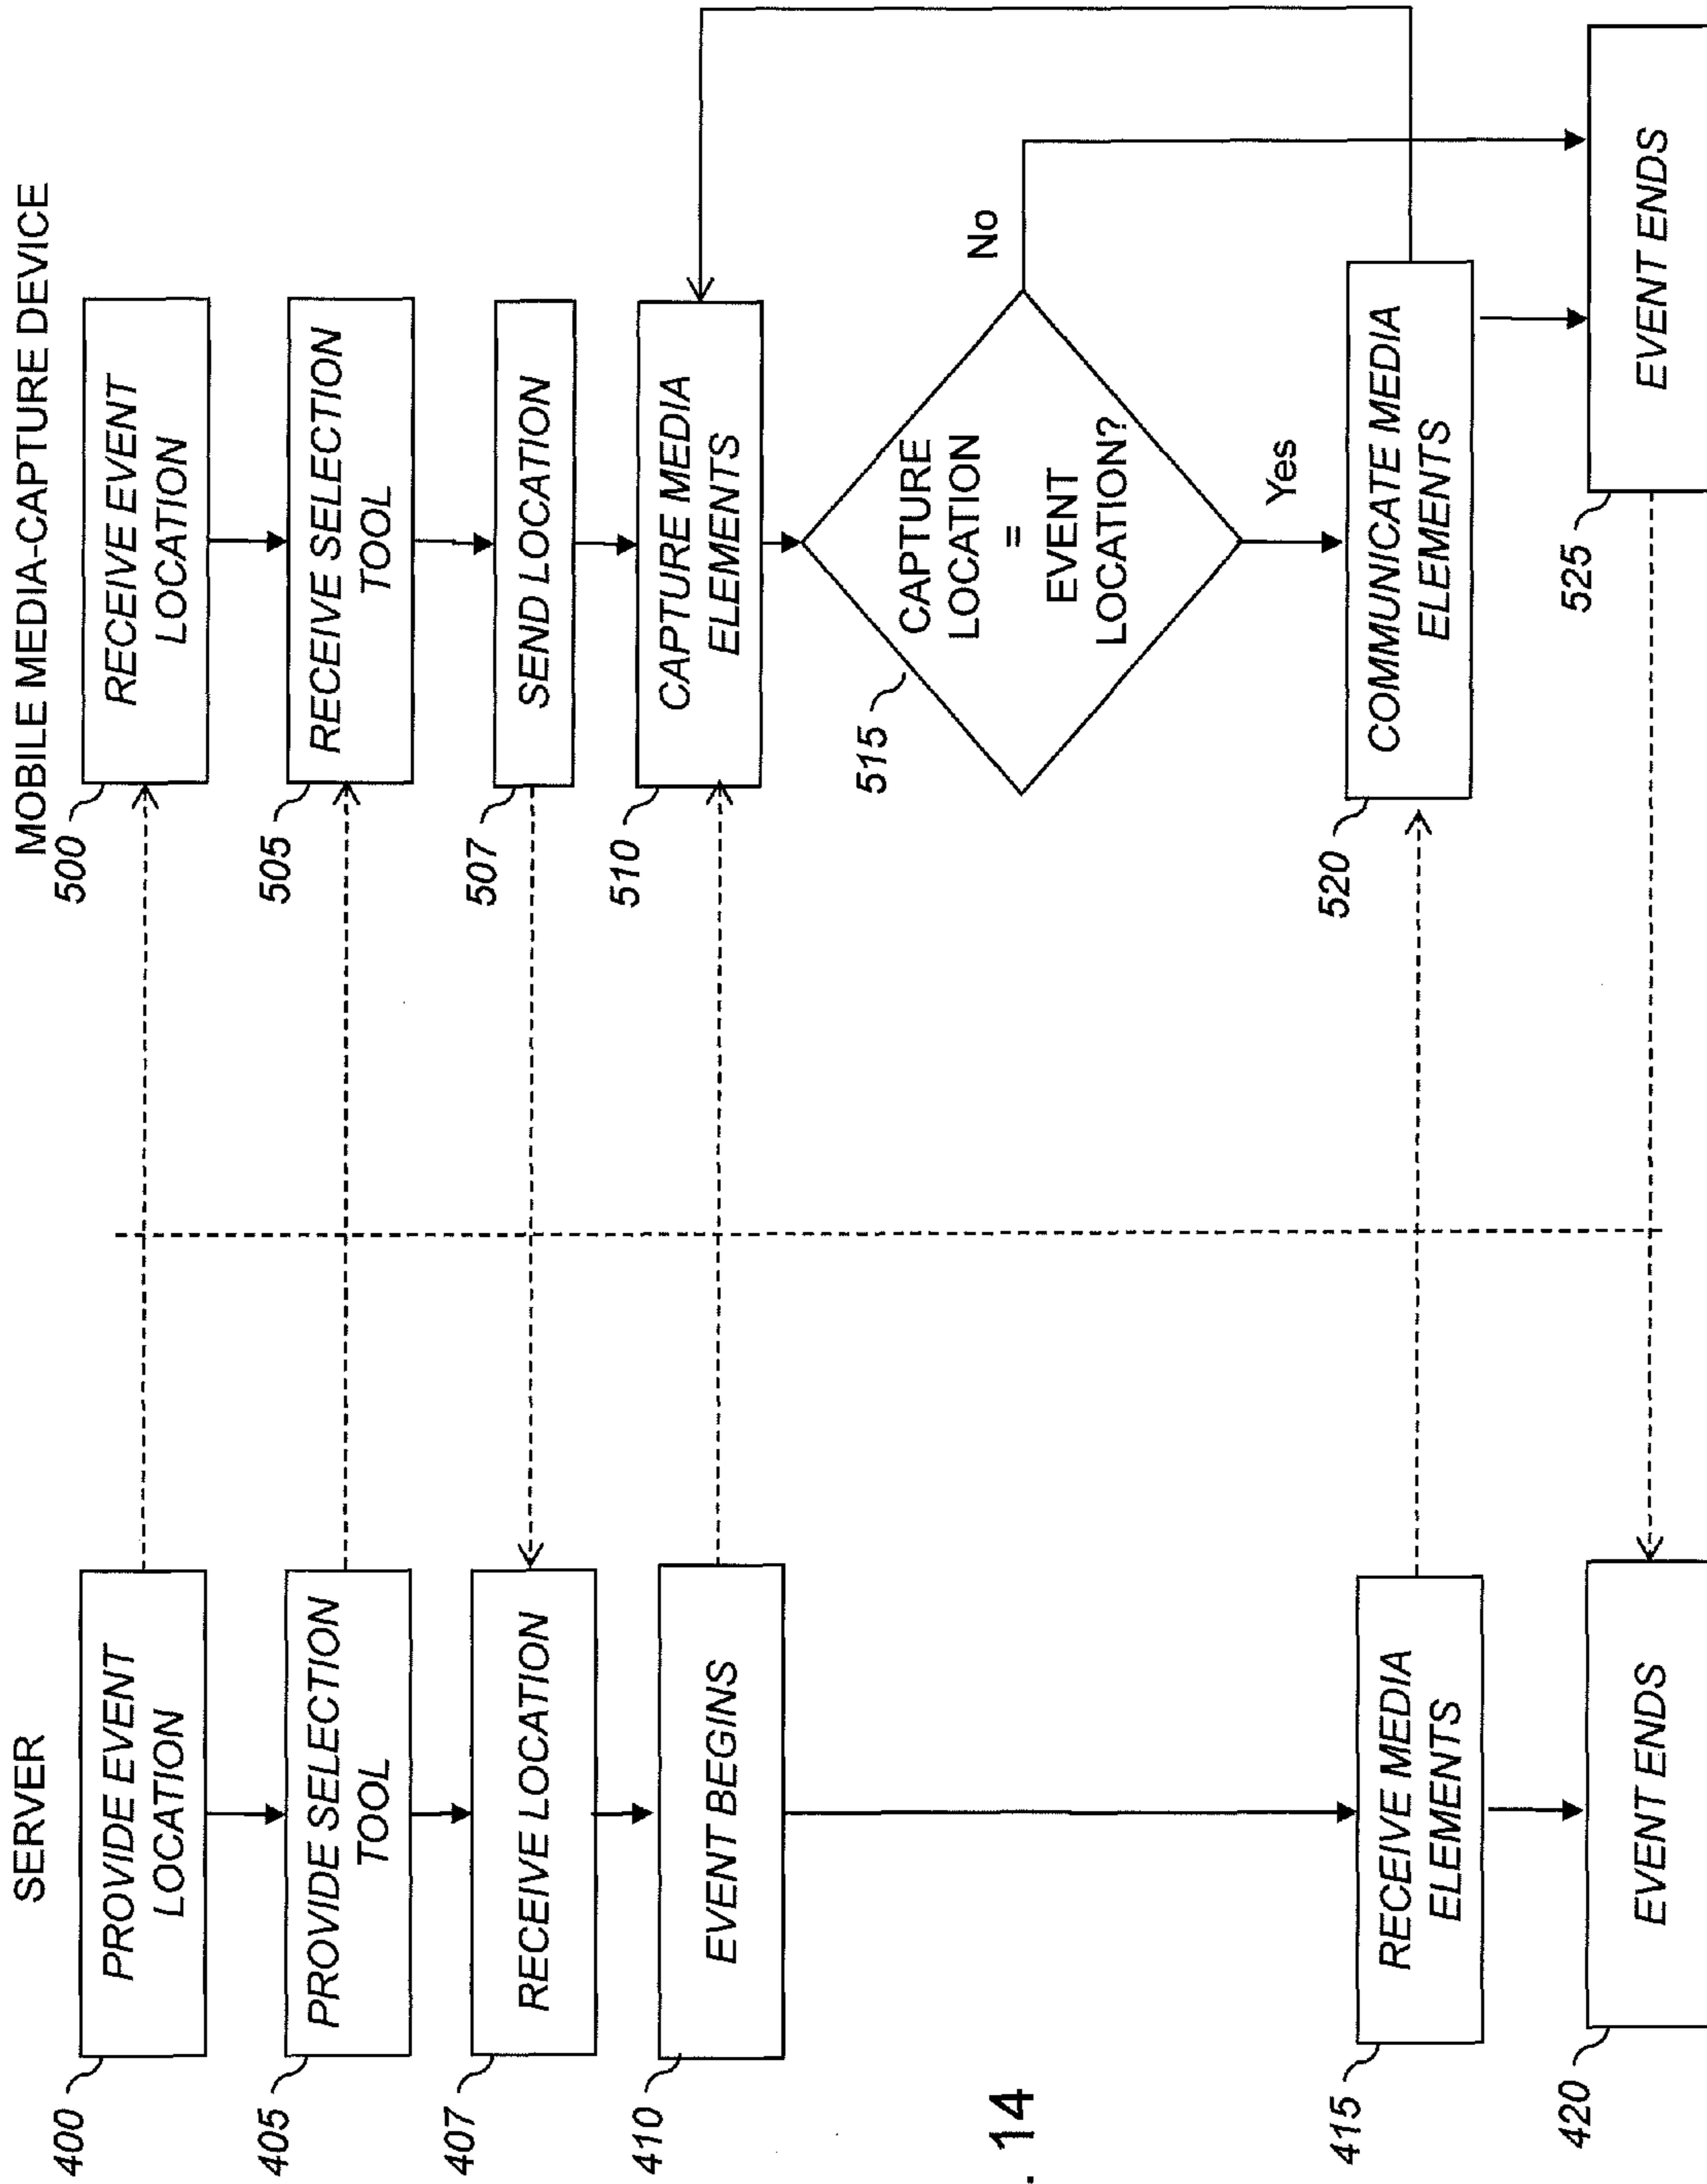 SERVER
400
PROVIDE EVENT
LOCATION
405
PROVIDE SELECTION
TOOL
407
RECEIVE LOCATION
410
EVENT BEGINS
415
RECEIVE MEDIA
ELEMENTS
420
EVENT ENDS
MOBILE MEDIA-CAPTURE DEVICE
500
RECEIVE EVENT
LOCATION
505
RECEIVE SELECTION
TOOL
507
SEND LOCATION
510
CAPTURE MEDIA
ELEMENTS
515
CAPTURE
LOCATION
=
EVENT
LOCATION?
No
Yes
520
COMMUNICATE MEDIA
ELEMENTS
525
EVENT ENDS
. 14